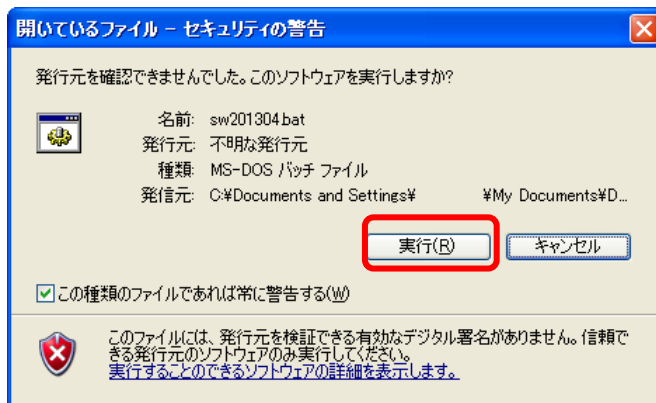 開いているファイル - セキュリティの警告
発行元を確認できませんでした。このソフトウェアを実行しますか?
名前: sw201304.bat
発行元: 不明な発行元
種類: MS-DOS バッチ ファイル
発信元: C:¥Documents and Settings¥ ¥My Documents¥D...
実行(R) キャンセル
この種類のファイルであれば常に警告する(W)
このファイルには、発行元を検証できる有効なデジタル署名がありません。信頼で
きる発行元のソフトウェアのみ実行してください。
実行することのできるソフトウェアの詳細を表示します。